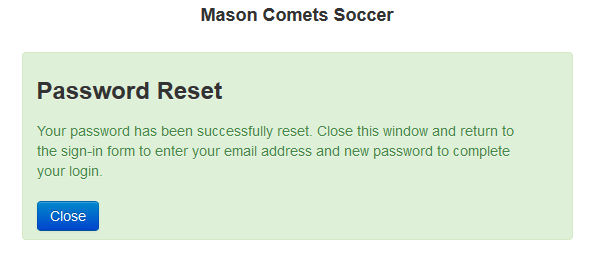 Mason Comets Soccer
Password Reset
Your password has been successfully reset. Close this window and return to
the sign-in form to enter your email address and new password to complete
your login.
Close